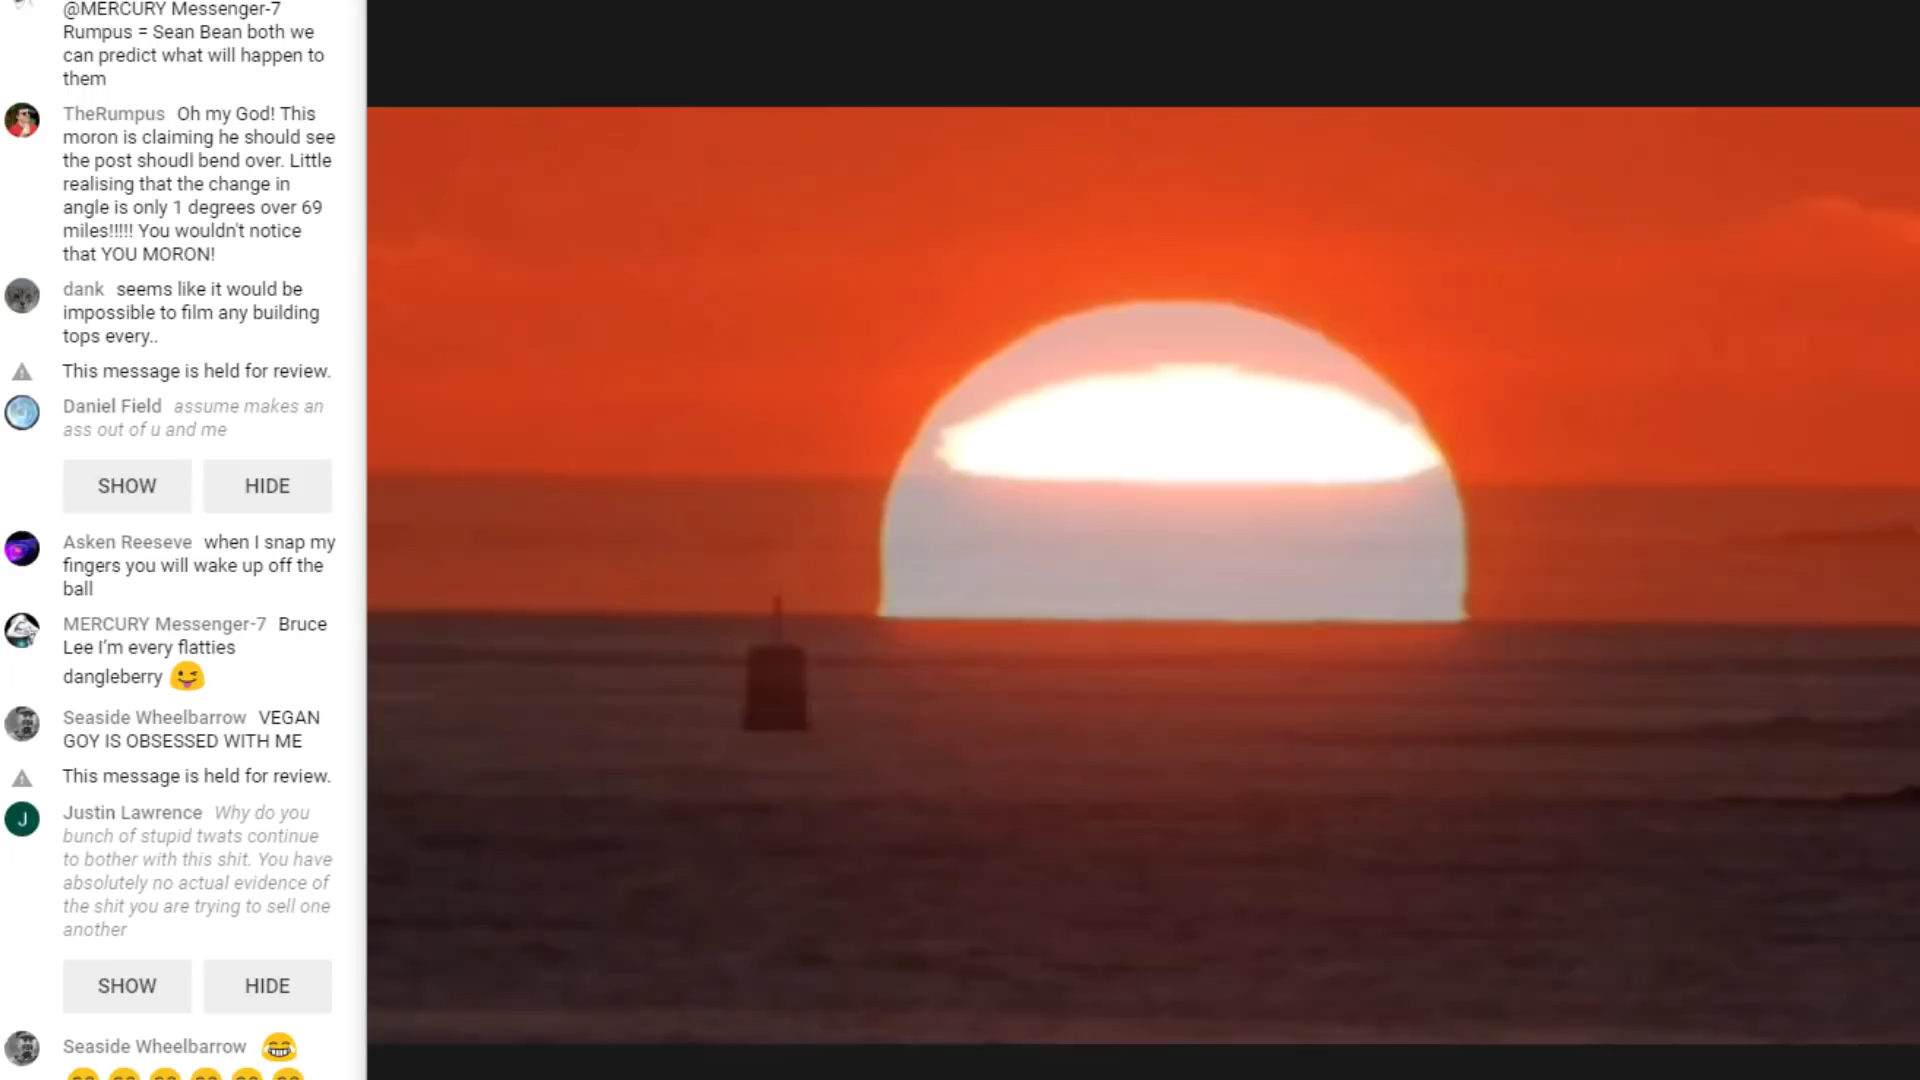 @MERCURY Messenger-7
Rumpus = Sean Bean both we
can predict what will happen to
them
TheRumpus Oh my God! This
moron is claiming he should see
the post shoudl bend over. Little
realising that the change in
angle is only 1 degrees over 69
miles!!!!! You wouldn't notice
that YOU MORON!
dank seems like it would be
impossible to film any building
tops every..
This message is held for review.
Daniel Field assume makes an
ass out of u and me
SHOW HIDE
Asken Reeseve when I snap my
fingers you will wake up off the
ball
MERCURY Messenger-7 Bruce
Lee I'm every flatties
dangleberry 😜
Seaside Wheelbarrow VEGAN
GOY IS OBSESSED WITH ME
This message is held for review.
J
Justin Lawrence Why do you
bunch of stupid twats continue
to bother with this shit. You have
absolutely no actual evidence of
the shit you are trying to sell one
another
SHOW HIDE
Seaside Wheelbarrow 😂